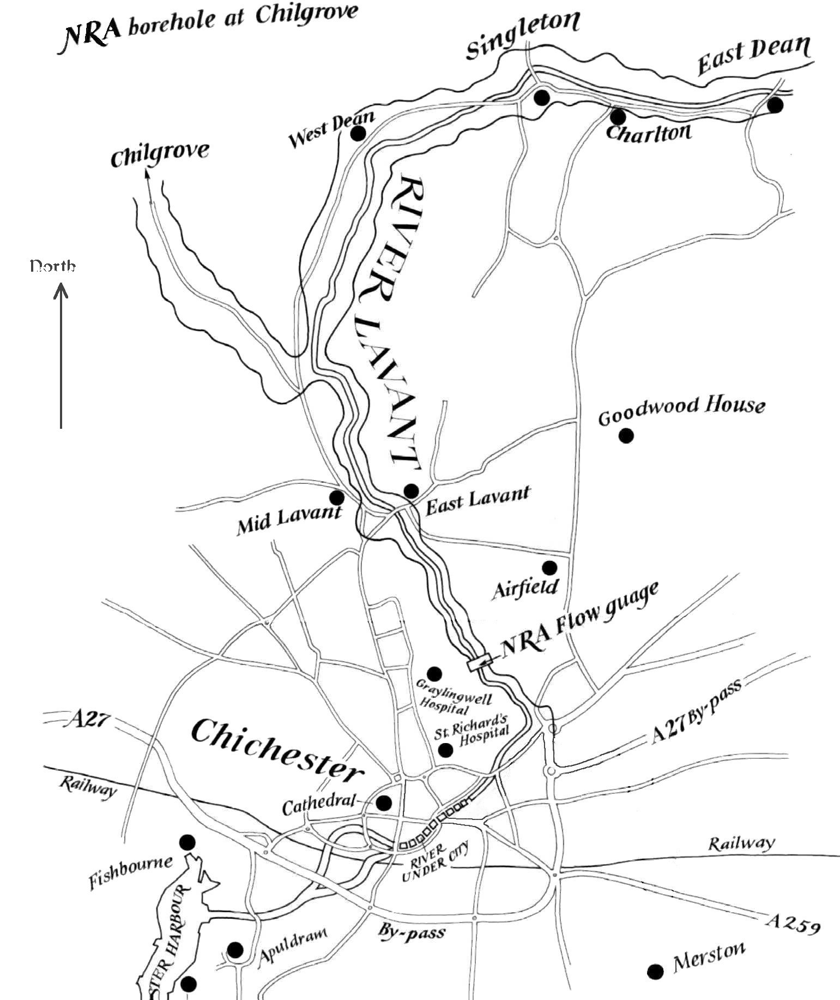 NRA borehole at Chilgrove
Singleton
East Dean
West Dean
Charlton
Chilgrove
RIVER LAVANT
North
Goodwood House
East Lavant
Mid Lavant
Airfield
NRA Flow guage
Graylingwell
Hospital
St. Richard's
Hospital
A27
Chichester
A27 By-pass
Railway
Cathedral
RIVER
UNDER CITY
Railway
Fishbourne
STER HARBOUR
Apuldram
By-pass
A259
Merston